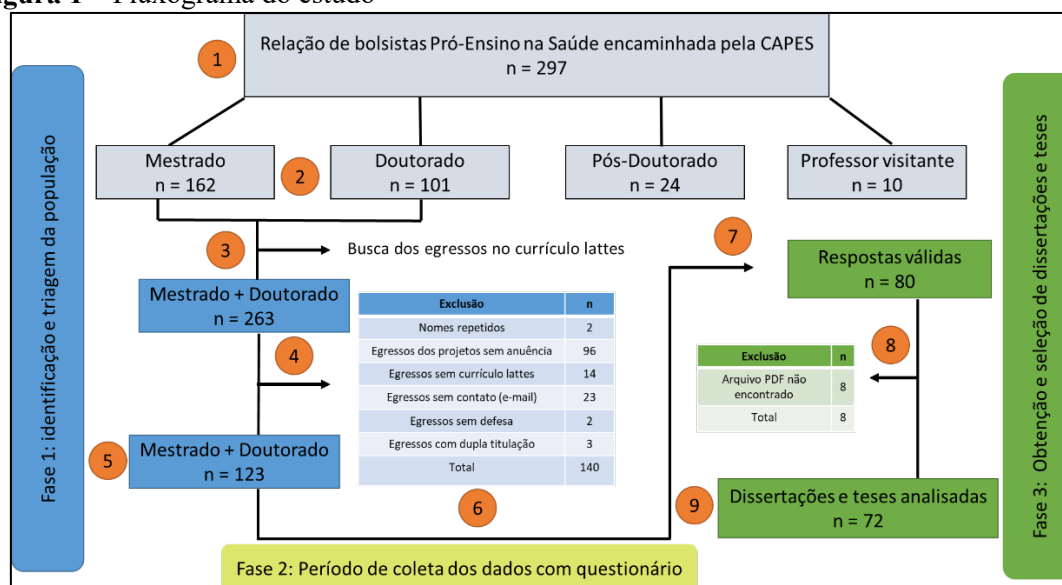 Figura 1 – Fluxograma do estudo
Fase 1: identificação e triagem da população
1
Relação de bolsistas Pró-Ensino na Saúde encaminhada pela CAPES
n = 297
Mestrado
n = 162
2
Doutorado
n = 101
Pós-Doutorado
n = 24
Professor visitante
n = 10
3
Busca dos egressos no currículo lattes
Mestrado + Doutorado
n = 263
4
Exclusão n
Nomes repetidos 2
Egressos dos projetos sem anuência 96
Egressos sem currículo lattes 14
Egressos sem contato (e-mail) 23
Egressos sem defesa 2
Egressos com dupla titulação 3
Total 140
5
Mestrado + Doutorado
n = 123
6
Fase 2: Período de coleta dos dados com questionário
7
Respostas válidas
n = 80
8
Exclusão n
Arquivo PDF não
encontrado 8
Total 8
9
Dissertações e teses analisadas
n = 72
Fase 3: Obtenção e seleção de dissertações e teses